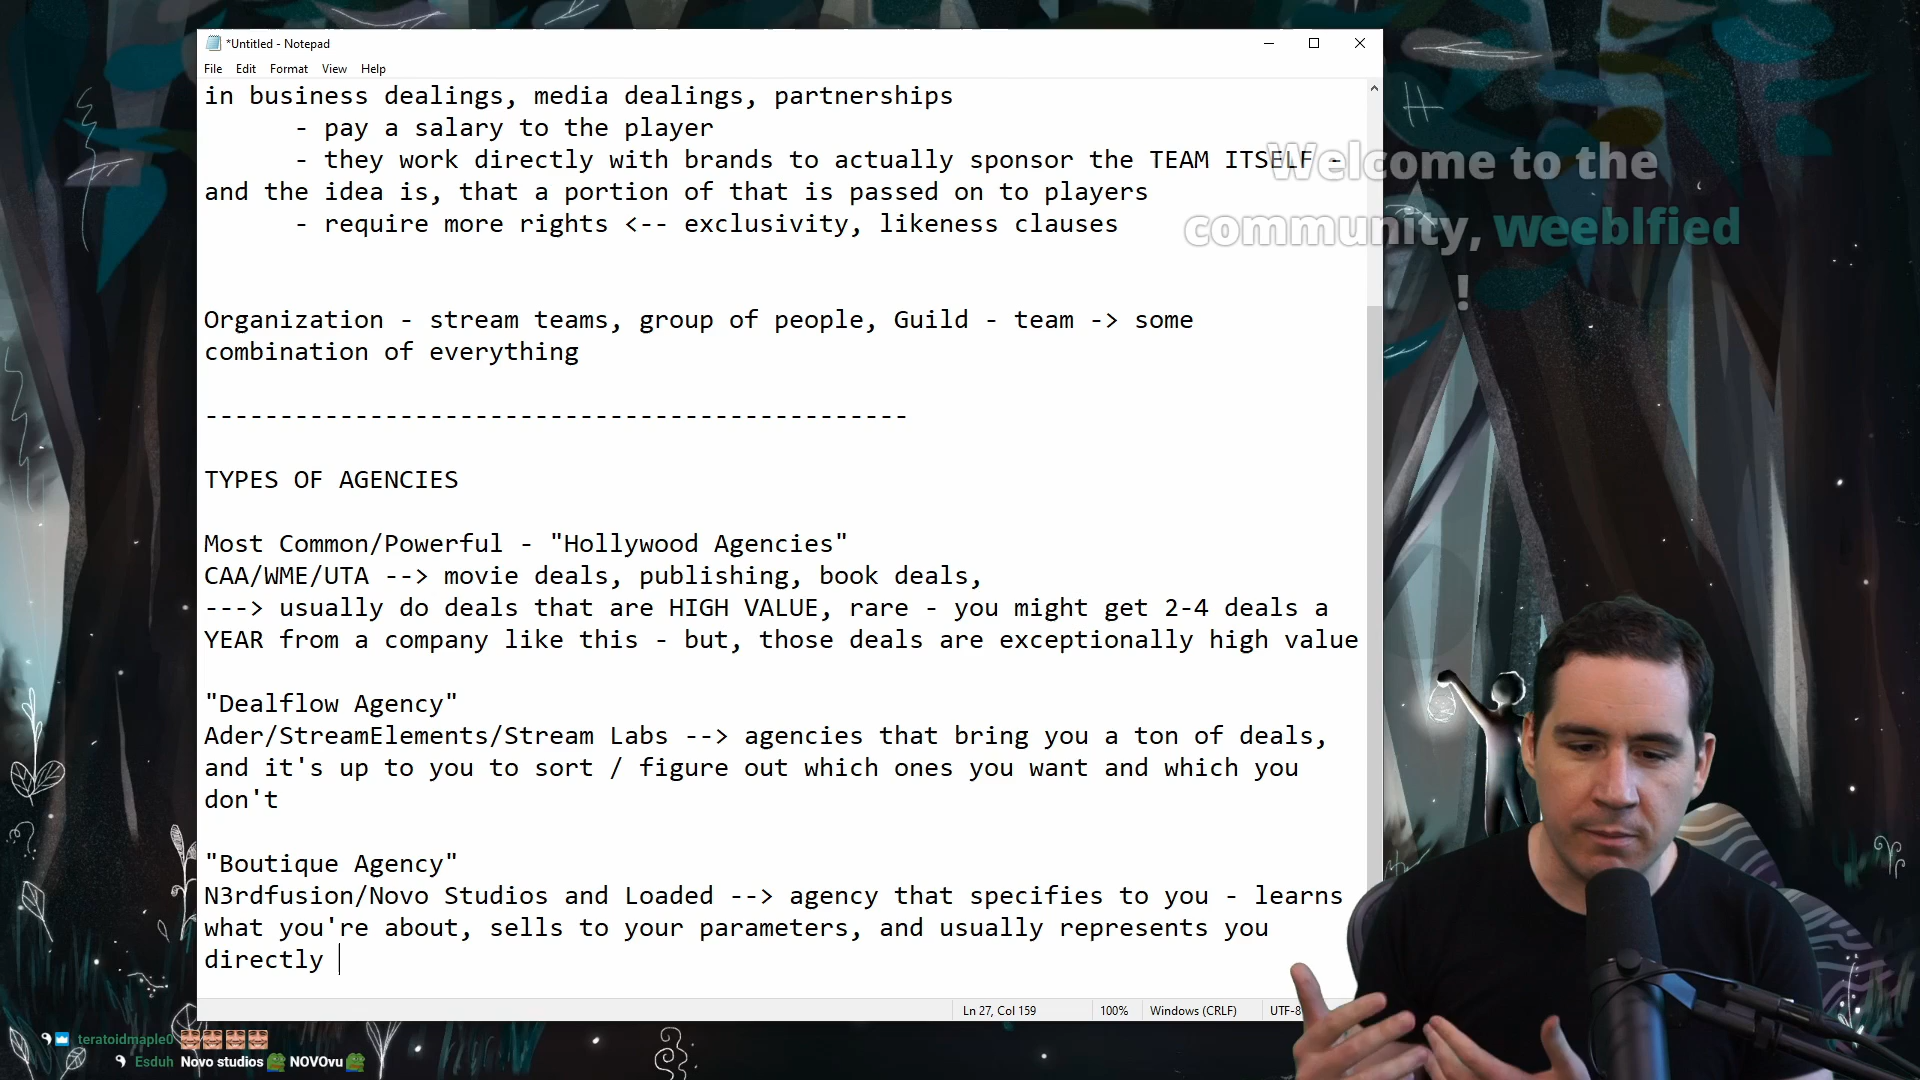 *Untitled - Notepad
File Edit Format View Help
in business dealings, media dealings, partnerships
- pay a salary to the player
- they work directly with brands to actually sponsor the TEAM ITSELF -
and the idea is, that a portion of that is passed on to players
- require more rights <-- exclusivity, likeness clauses
Welcome to the
community, weeblfied
!
Organization - stream teams, group of people, Guild - team -> some
combination of everything
-----------------------------------------------
TYPES OF AGENCIES
Most Common/Powerful - "Hollywood Agencies"
CAA/WME/UTA --> movie deals, publishing, book deals,
---> usually do deals that are HIGH VALUE, rare - you might get 2-4 deals a
YEAR from a company like this - but, those deals are exceptionally high value
"Dealflow Agency"
Ader/StreamElements/Stream Labs --> agencies that bring you a ton of deals,
and it's up to you to sort / figure out which ones you want and which you
don't
"Boutique Agency"
N3rdfusion/Novo Studios and Loaded --> agency that specifies to you - learns
what you're about, sells to your parameters, and usually represents you
directly
Ln 27, Col 159 100% Windows (CRLF) UTF-8
teratoidmaple0
Esduh Novo studios NOVOvu